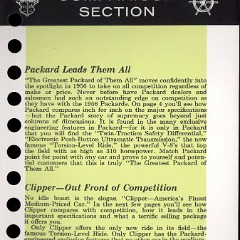 SECTION
Packard Leads Them All
"The Greatest Packard of Them All" moves confidently into
the spotlight in 1956 to take on all competition regardless of
make or price. Never before have Packard dealers and
salesmen had such an outstanding edge on competition as
they have with the 1956 Packards. On page 4 you see how
Packard compares inch for inch on major specifications
—but the Packard story of supremacy goes beyond just
columns of dimensions. It is found in the many exclusive
engineering features in Packard—for it is only in Packard
that you will find the "Twin-Traction Safety Differential,"
"Electronic Push-Button Ultramatic Transmission," the new
famous "Torsion-Level Ride," the powerful V-8's that top
the field with as high as 310 horsepower. Match Packard
point for point with any car and prove to yourself and poten-
tial customers that this is truly "The Greatest Packard of
Them All."
Clipper—Out Front of Competition
No idle boast is the slogan "Clipper—America's Finest
Medium-Priced Car." In the next few pages you'll see how
Clipper compares with competition, how it leads in the
important specifications and what a terrific selling package
it offers you.
Only Clipper offers the only new ride in its field—the
famous Torsion-Level Ride. Only Clipper has the Packard-